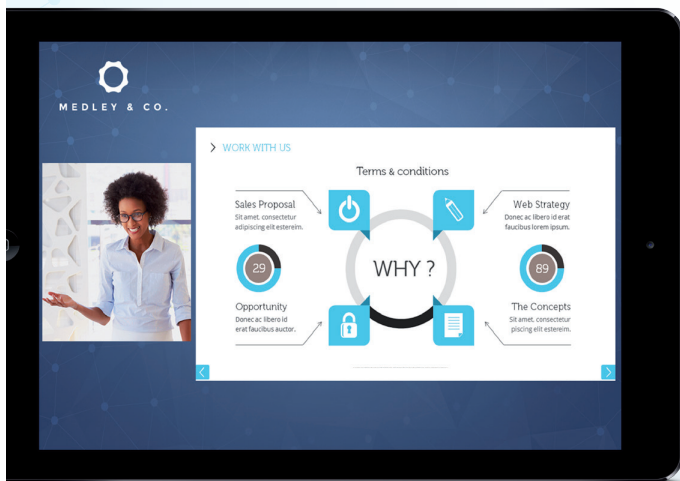 MEDLEY & CO.
WORK WITH US
Terms & conditions
Sales Proposal
Sit amet, consectetur
adipiscing elit estereim.
29
Opportunity
Donec ac libero id
erat faucibus auctor.
WHY ?
Web Strategy
Donec ac libero id erat
faucibus lorem ipsum.
89
The Concepts
Sit amet, consectetur
piscing elit estereim.